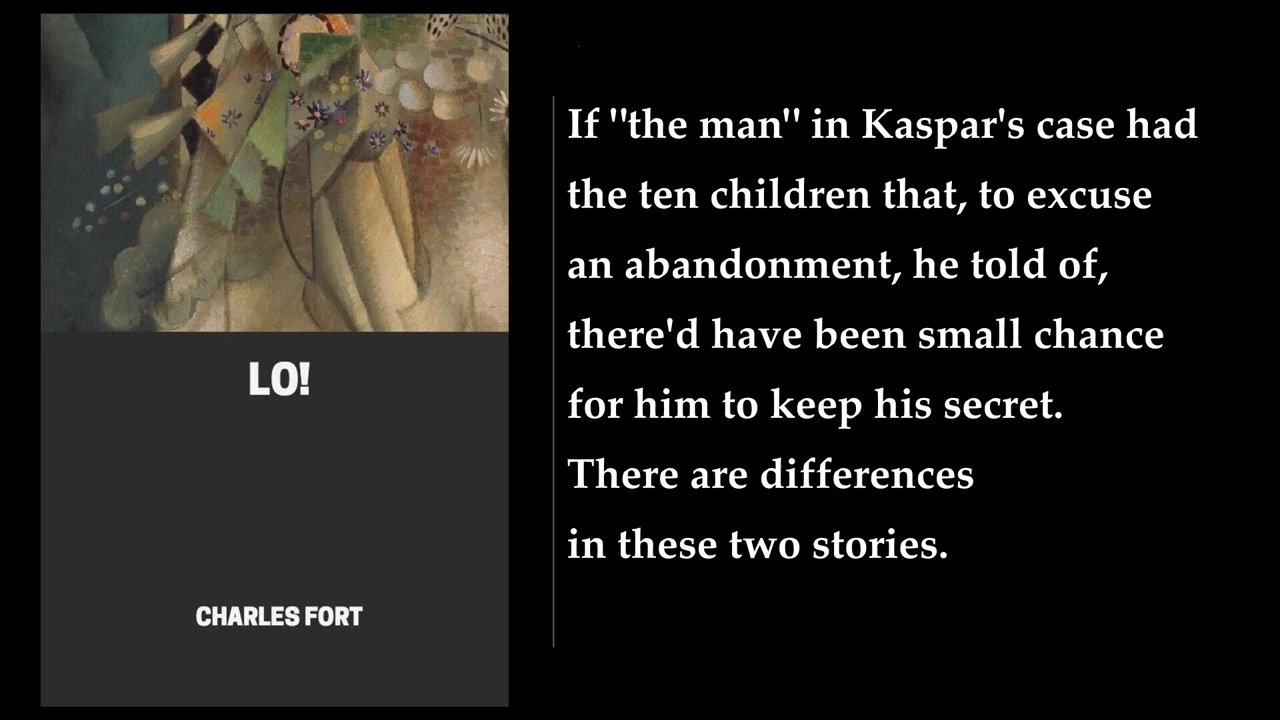 LO!
CHARLES FORT
If "the man" in Kaspar's case had
the ten children that, to excuse
an abandonment, he told of,
there'd have been small chance
for him to keep his secret.
There are differences
in these two stories.